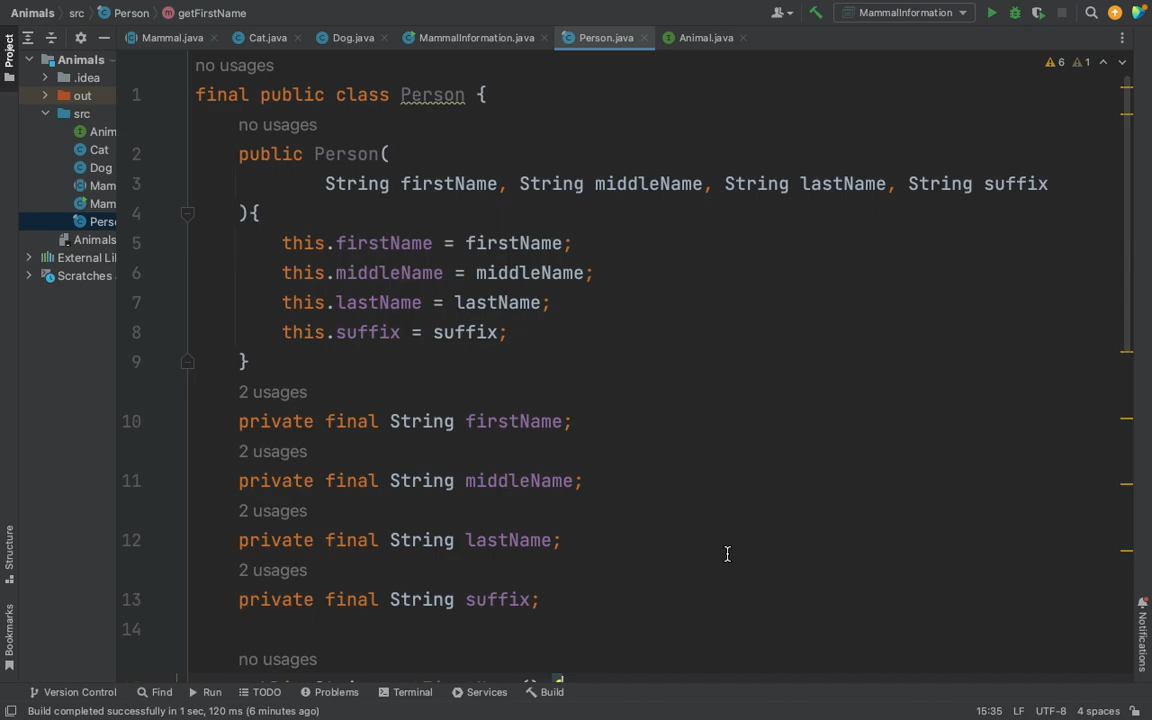 Animals src Person getFirstName MammalInformation
Project Mammal.java Cat.java Dog.java MammalInformation.java Person.java Animal.java
Animals
.idea
out
src
Anim
Cat
Dog
Mam
Mam
Perso
Animals
External Lib
Scratches
6 1
no usages
1 final public class Person {
no usages
2 public Person(
3 String firstName, String middleName, String lastName, String suffix
4 ){
5 this.firstName = firstName;
6 this.middleName = middleName;
7 this.lastName = lastName;
8 this.suffix = suffix;
9 }
2 usages
10 private final String firstName;
2 usages
11 private final String middleName;
2 usages
12 private final String lastName;
2 usages
13 private final String suffix;
14
no usages
Structure
Bookmarks
Notifications
Version Control Find Run TODO Problems Terminal Services Build
Build completed successfully in 1 sec, 120 ms (6 minutes ago) 15:35 LF UTF-8 4 spaces